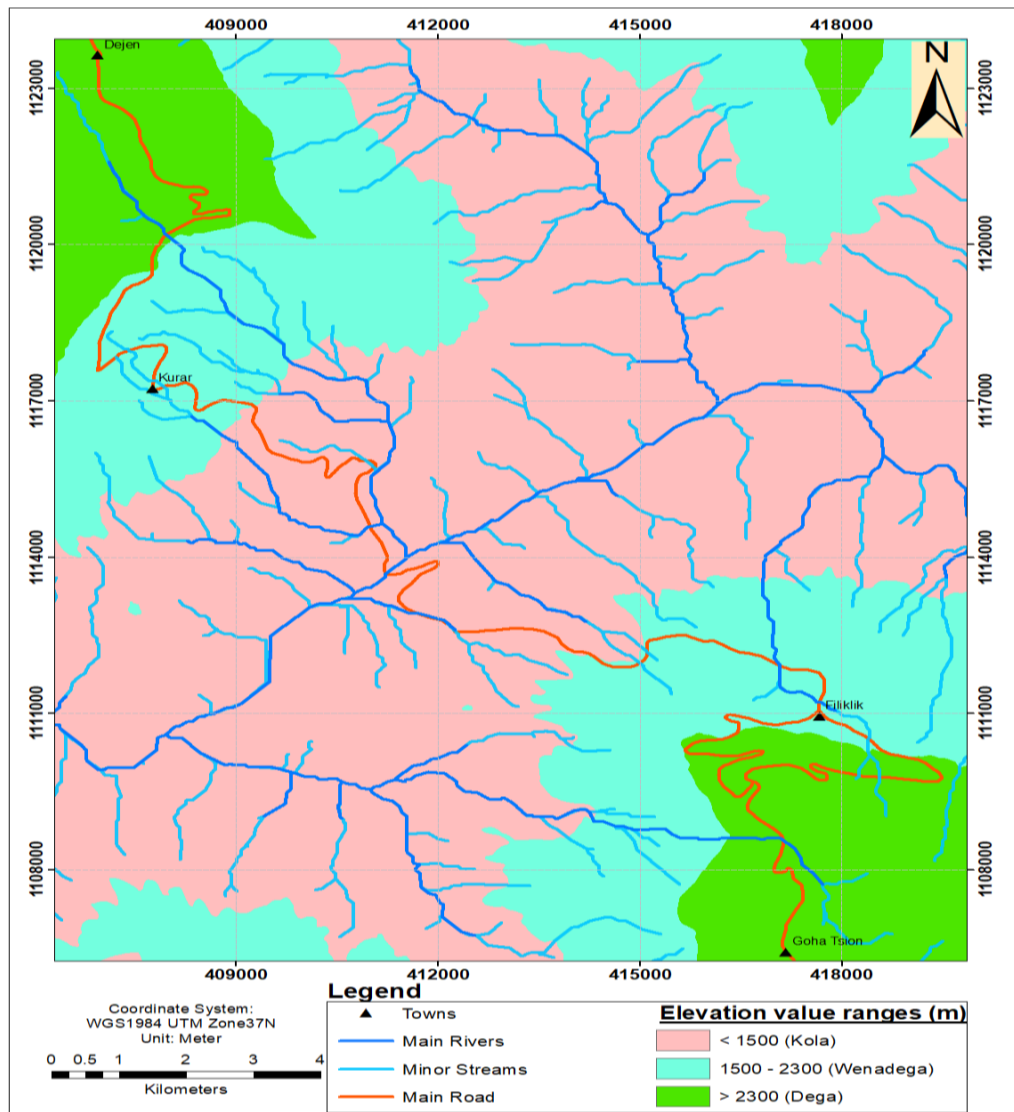 409000 412000 415000 418000
Dejen
N
1123000 1123000
1120000 1120000
Kurar
1117000 1117000
1114000 1114000
1111000 1111000
Filiklik
1108000 1108000
Goha Tsion
409000 412000 415000 418000
Coordinate System:
WGS1984 UTM Zone37N
Unit: Meter
0 0.5 1 2 3 4
Kilometers
Legend
Towns
Main Rivers
Minor Streams
Main Road
Elevation value ranges (m)
< 1500 (Kola)
1500 - 2300 (Wenadega)
> 2300 (Dega)